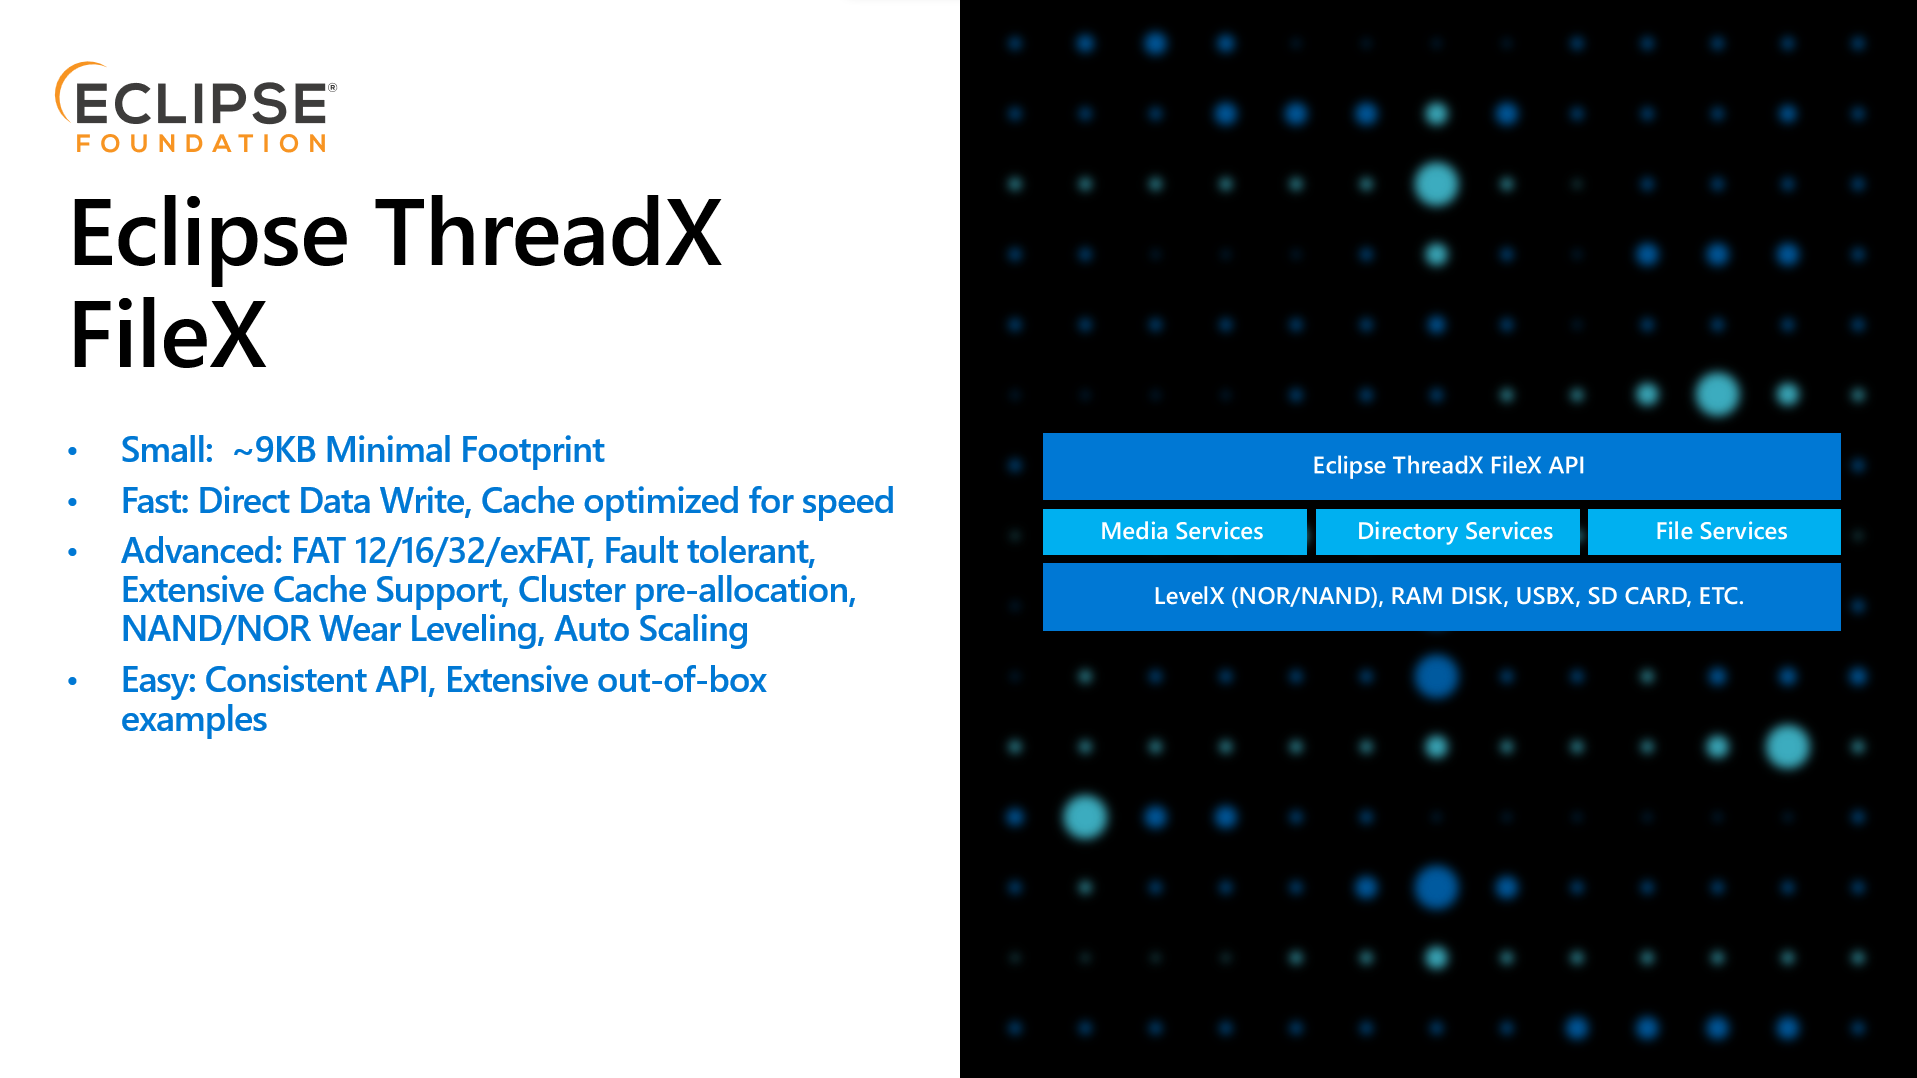 ECLIPSE®
FOUNDATION
Eclipse ThreadX
FileX
• Small:  ~9KB Minimal Footprint
• Fast: Direct Data Write, Cache optimized for speed
• Advanced: FAT 12/16/32/exFAT, Fault tolerant,
Extensive Cache Support, Cluster pre-allocation,
NAND/NOR Wear Leveling, Auto Scaling
• Easy: Consistent API, Extensive out-of-box
examples
Eclipse ThreadX FileX API
Media Services
Directory Services
File Services
LevelX (NOR/NAND), RAM DISK, USBX, SD CARD, ETC.